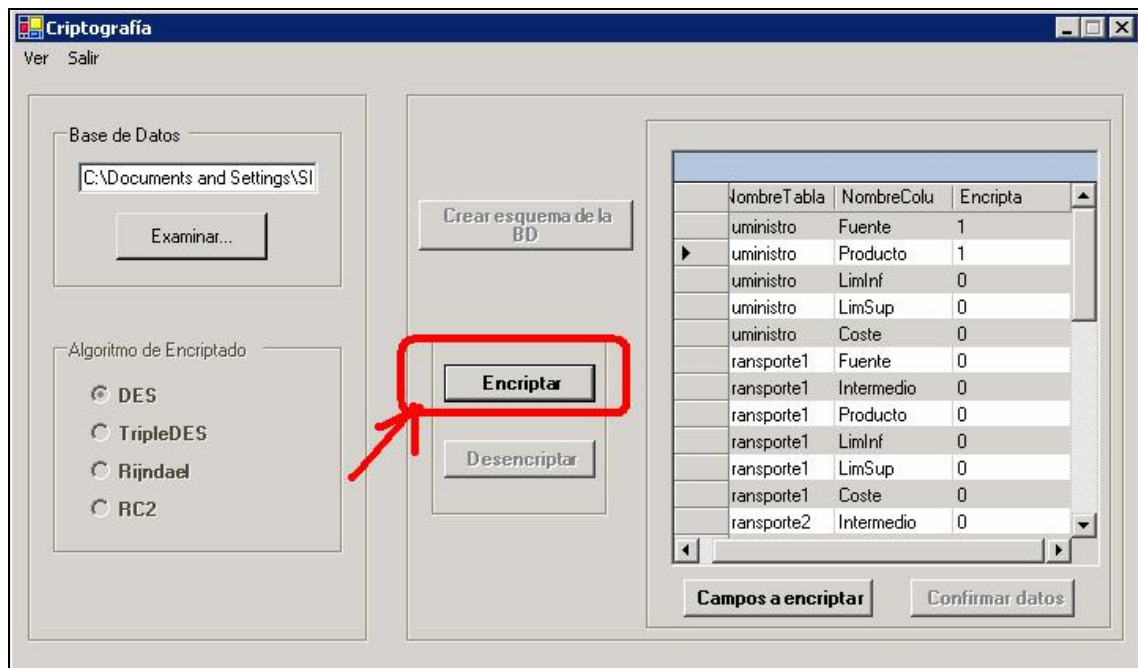 Criptografía
Ver Salir
Base de Datos
C:\Documents and Settings\SI
Examinar...
Algoritmo de Encriptado
DES
TripleDES
Rijndael
RC2
Crear esquema de la
BD
Encriptar
Desencriptar
NombreTabla NombreColu Encripta
uministro Fuente 1
uministro Producto 1
uministro LimInf 0
uministro LimSup 0
uministro Coste 0
ransporte1 Fuente 0
ransporte1 Intermedio 0
ransporte1 Producto 0
ransporte1 LimInf 0
ransporte1 LimSup 0
ransporte1 Coste 0
ransporte2 Intermedio 0
Campos a encriptar Confirmar datos